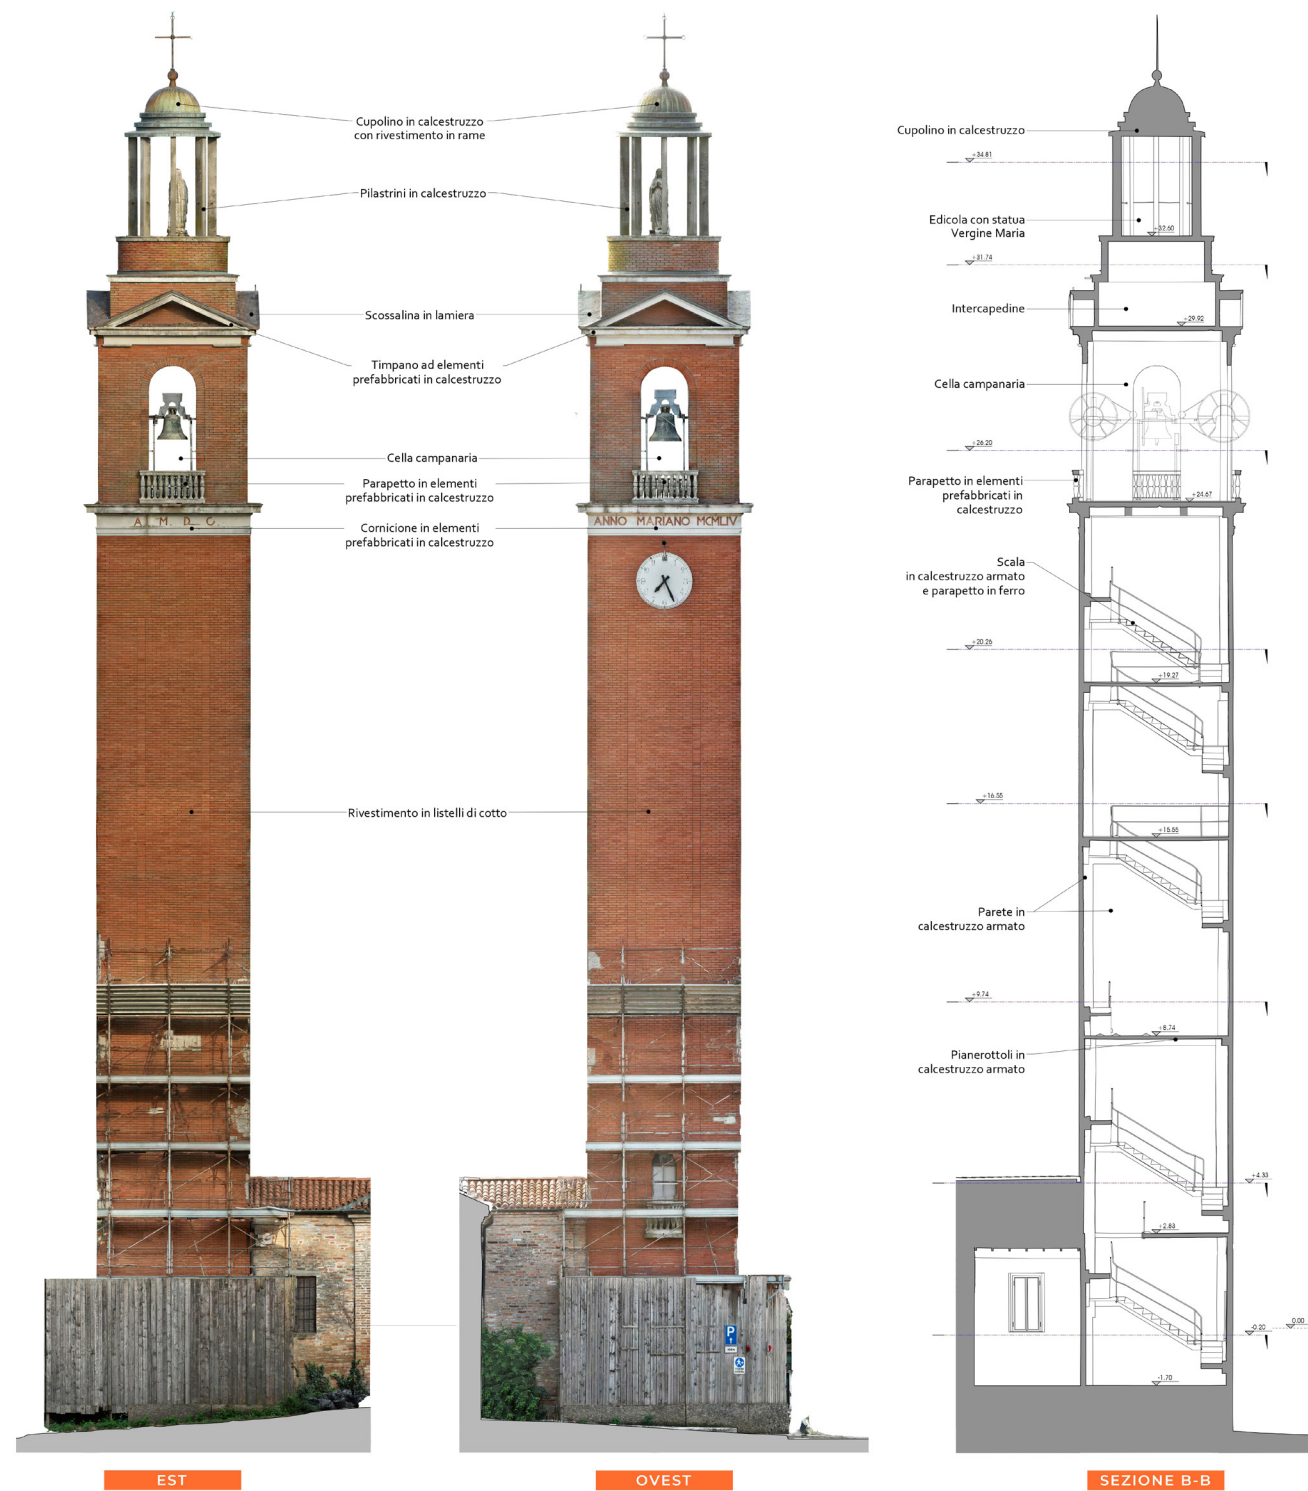 Cupolino in calcestruzzo
con rivestimento in rame
Pilastrini in calcestruzzo
Scossalina in lamiera
Timpano ad elementi
prefabbricati in calcestruzzo
Cella campanaria
Parapetto in elementi
prefabbricati in calcestruzzo
Cornicione in elementi
prefabbricati in calcestruzzo
Rivestimento in listelli di cotto
ANNO MARIANO MCMLIV
P
Cupolino in calcestruzzo
+34.81
Edicola con statua
Vergine Maria
+32.60
+31.74
Intercapedine
+29.92
Cella campanaria
+26.20
Parapetto in elementi
prefabbricati in
calcestruzzo
+24.67
Scala
in calcestruzzo armato
e parapetto in ferro
+20.26
+19.27
+16.55
+15.55
Parete in
calcestruzzo armato
+9.74
+8.74
Pianerottoli in
calcestruzzo armato
+4.33
+2.83
-0.20
0.00
-1.70
EST
OVEST
SEZIONE B-B